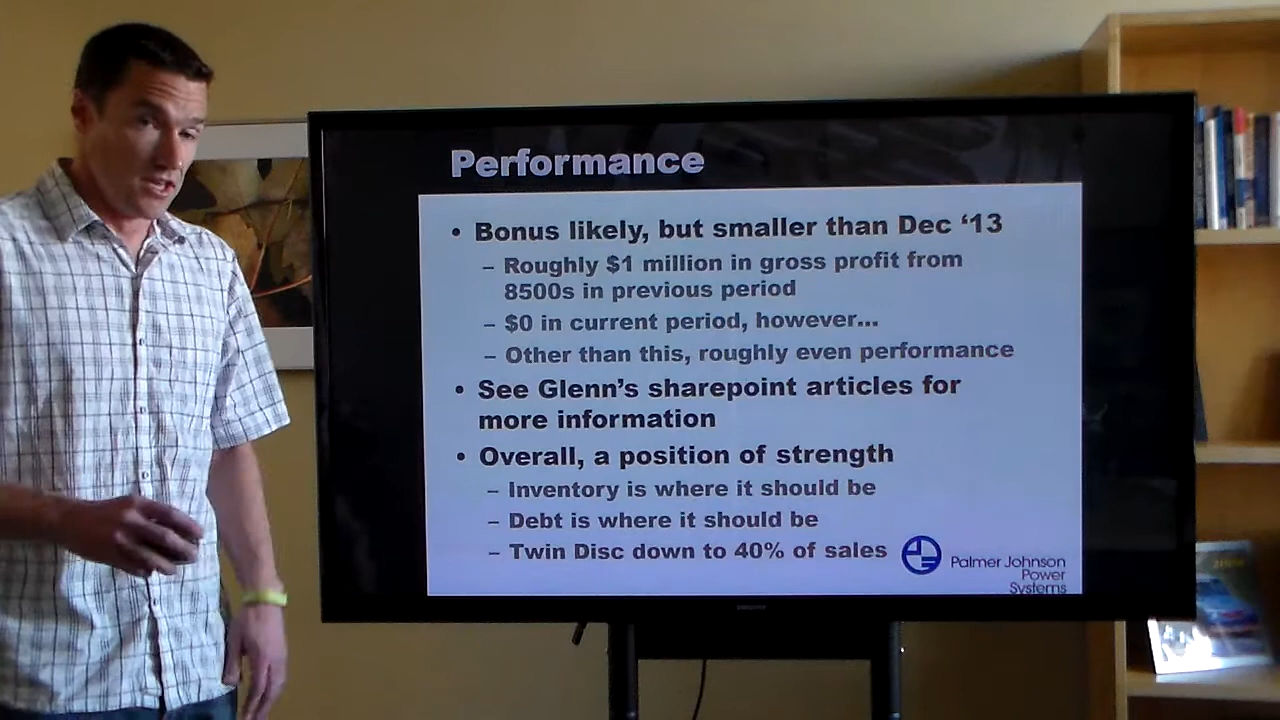 Performance
• Bonus likely, but smaller than Dec ‘13
– Roughly $1 million in gross profit from
8500s in previous period
– $0 in current period, however...
– Other than this, roughly even performance
• See Glenn’s sharepoint articles for
more information
• Overall, a position of strength
– Inventory is where it should be
– Debt is where it should be
– Twin Disc down to 40% of sales
Palmer Johnson
Power
Systems